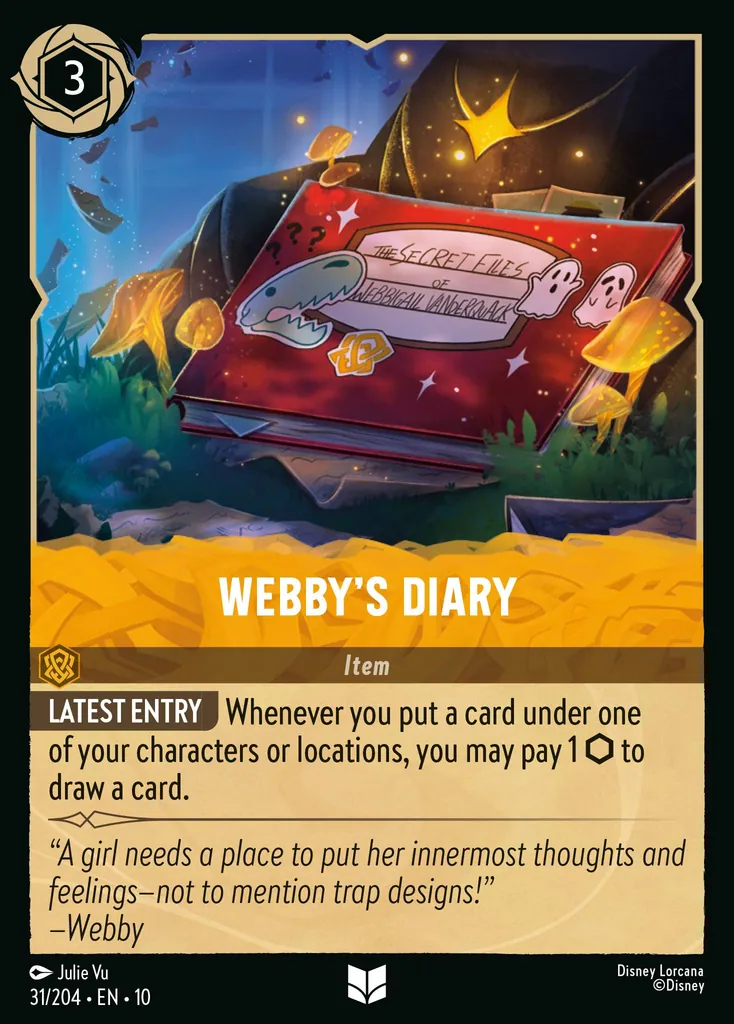 3
? ? ?
THE SECRET FILES
OF
WEBBIGAIL VANDERQUACK
WEBBY'S DIARY
Item
LATEST ENTRY Whenever you put a card under one
of your characters or locations, you may pay 1 ⬡ to
draw a card.
“A girl needs a place to put her innermost thoughts and
feelings—not to mention trap designs!”
—Webby
Julie Vu
Disney Lorcana
©Disney
31/204 • EN • 10